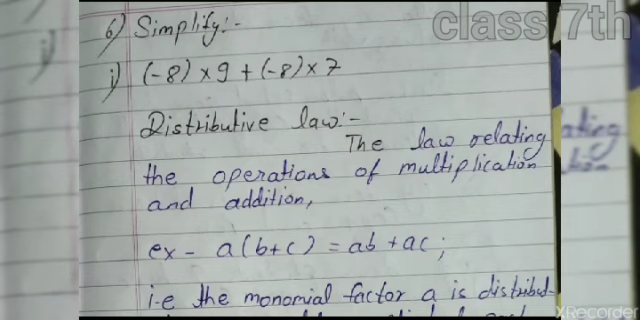 class 7th
6) Simplify:-
i) (-8) × 9 + (-8) × 7
Distributive law:-
The law relating
the operations of multiplication
and addition,
ex - a(b+c) = ab + ac;
i.e the monomial factor a is distribut-
XRecorder